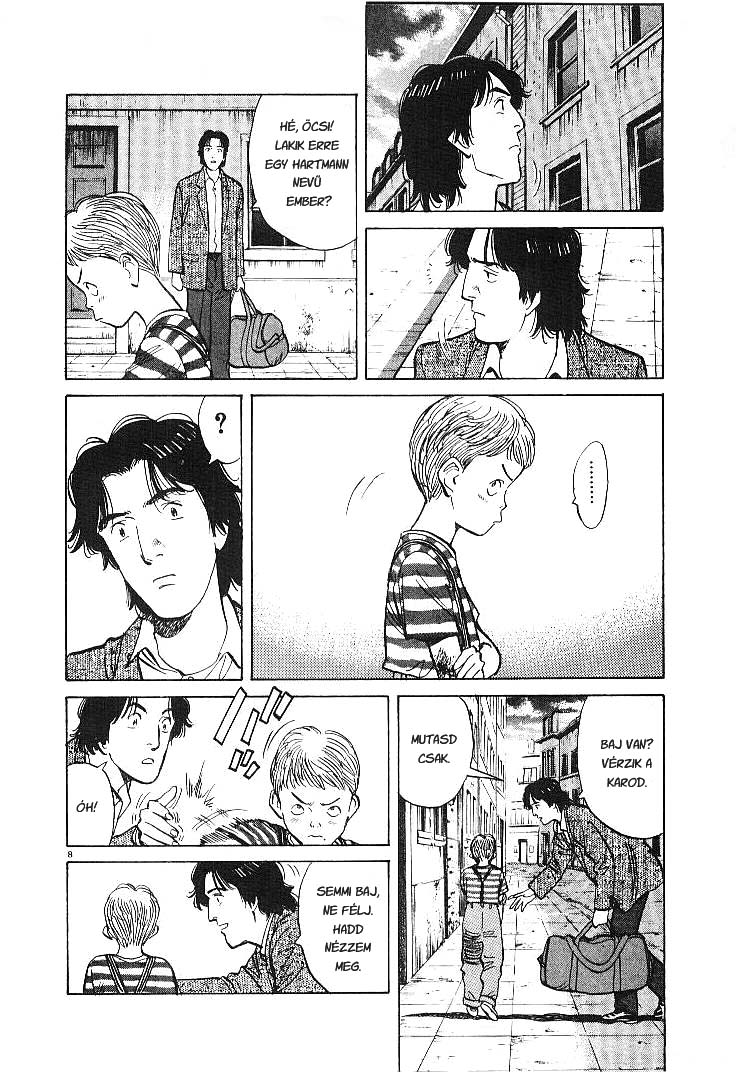 HÉ, ÖCSI!
LAKIK ERRE
EGY HARTMANN
NEVŰ
EMBER?
.........
?
BAJ VAN?
VÉRZIK A
KAROD.
MUTASD
CSAK.
ÓH!
8
SEMMI BAJ,
NE FÉLJ.
HADD
NÉZZEM
MEG.